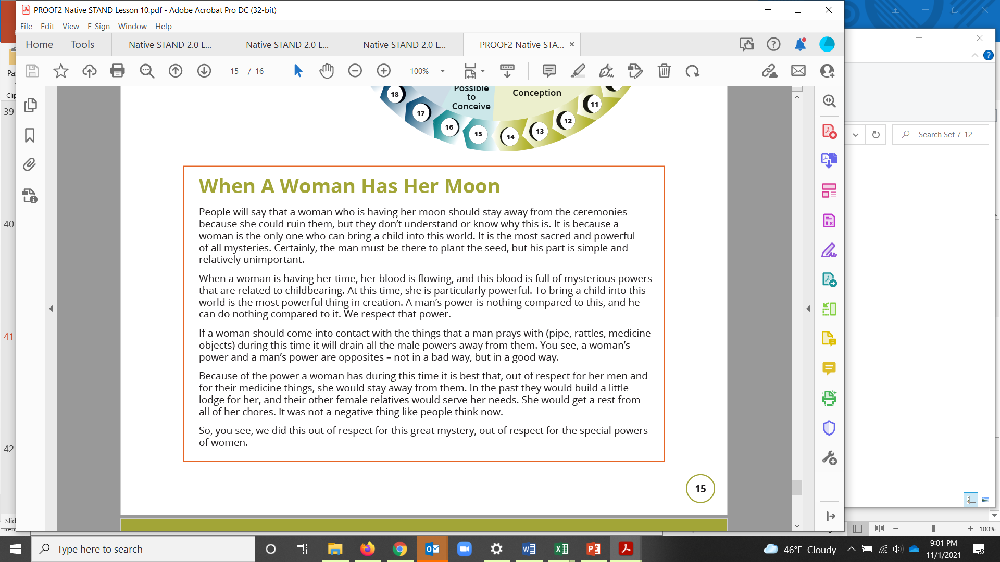 PROOF2 Native STAND Lesson 10.pdf - Adobe Acrobat Pro DC (32-bit)
File Edit View E-Sign Window Help
Home Tools Native STAND 2.0 L... Native STAND 2.0 L... Native STAND 2.0 L... PROOF2 Native STA... ×
15 / 16 100%
Pas
Clip
39
40
41
42
Slid
Search Set 7-12
Possible
to
Conceive
Conception
18
17
16
15
14
13
12
11
When A Woman Has Her Moon
People will say that a woman who is having her moon should stay away from the ceremonies
because she could ruin them, but they don’t understand or know why this is. It is because a
woman is the only one who can bring a child into this world. It is the most sacred and powerful
of all mysteries. Certainly, the man must be there to plant the seed, but his part is simple and
relatively unimportant.
When a woman is having her time, her blood is flowing, and this blood is full of mysterious powers
that are related to childbearing. At this time, she is particularly powerful. To bring a child into this
world is the most powerful thing in creation. A man’s power is nothing compared to this, and he
can do nothing compared to it. We respect that power.
If a woman should come into contact with the things that a man prays with (pipe, rattles, medicine
objects) during this time it will drain all the male powers away from them. You see, a woman’s
power and a man’s power are opposites – not in a bad way, but in a good way.
Because of the power a woman has during this time it is best that, out of respect for her men and
for their medicine things, she would stay away from them. In the past they would build a little
lodge for her, and their other female relatives would serve her needs. She would get a rest from
all of her chores. It was not a negative thing like people think now.
So, you see, we did this out of respect for this great mystery, out of respect for the special powers
of women.
15
100%
Type here to search
46°F Cloudy
9:01 PM
11/1/2021